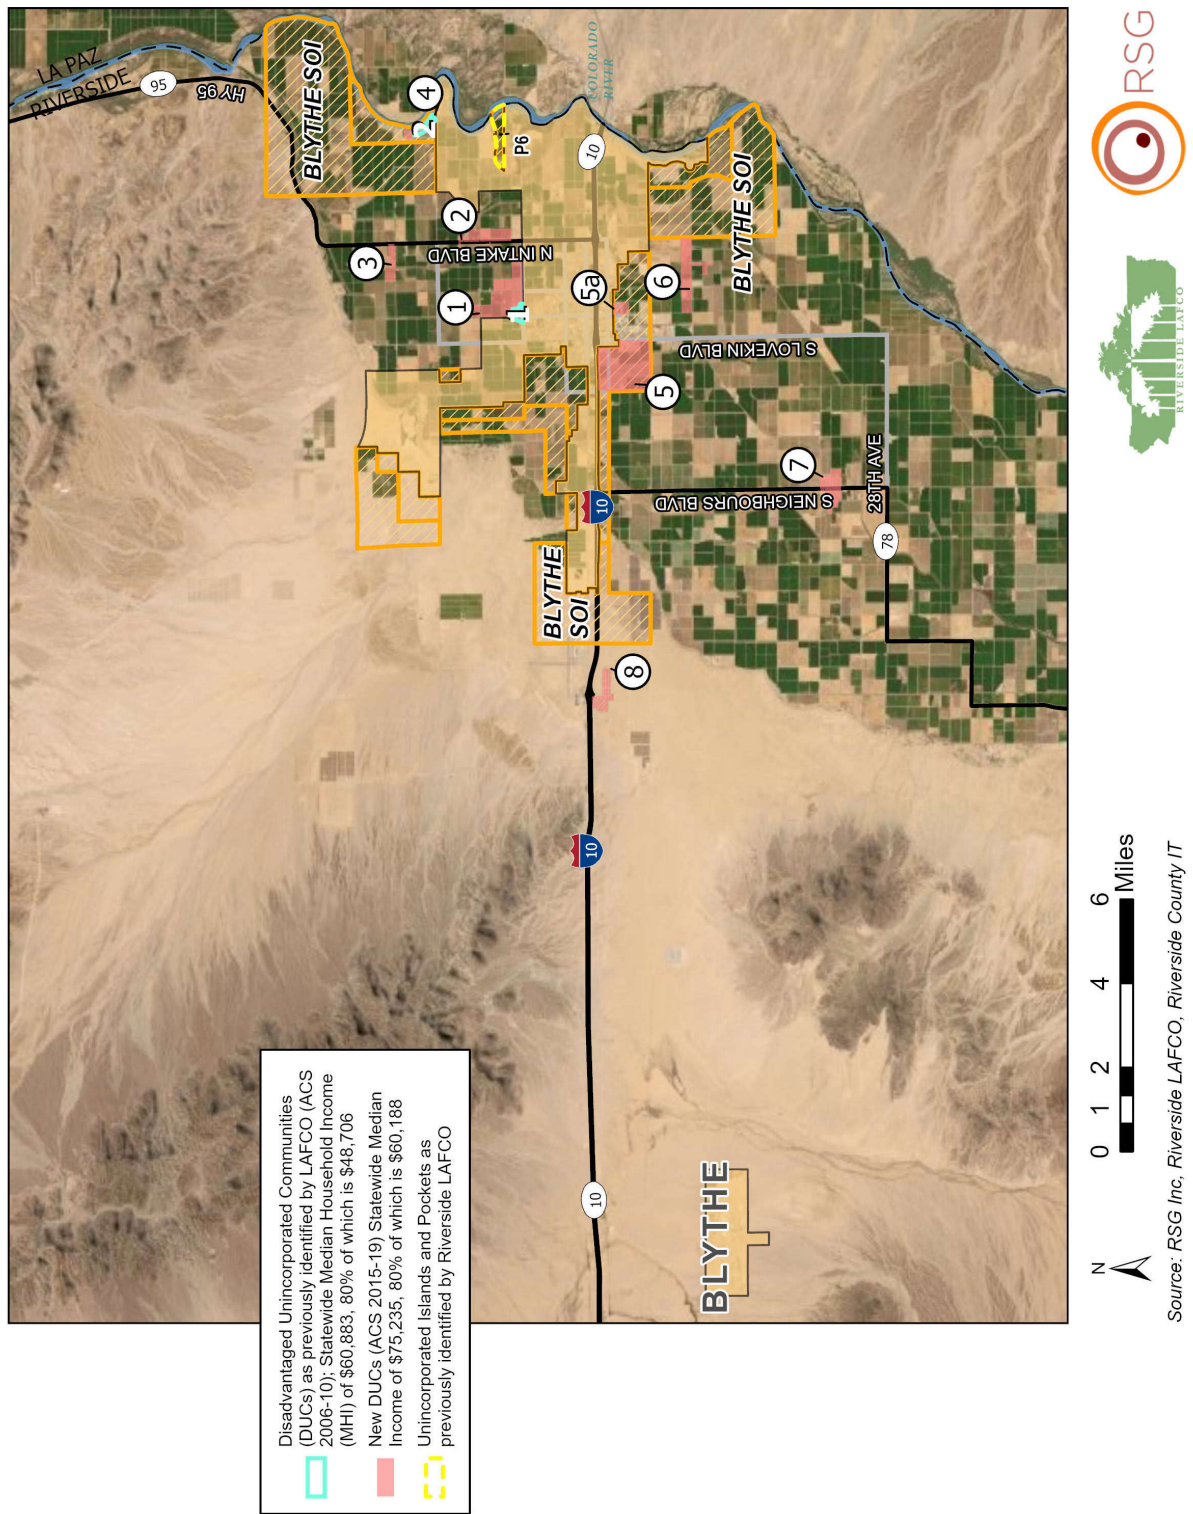 Disadvantaged Unincorporated Communities
(DUCs) as previously identified by LAFCO (ACS
2006-10); Statewide Median Household Income
(MHI) of $60,883, 80% of which is $48,706
New DUCs (ACS 2015-19) Statewide Median
Income of $75,235, 80% of which is $60,188
Unincorporated Islands and Pockets as
previously identified by Riverside LAFCO
LA PAZ
RIVERSIDE
95
HY 95
BLYTHE SOI
4
2
P6
COLORADO
RIVER
10
BLYTHE SOI
2
3
N INTAKE BLVD
1
1
5a
6
S LOVEKIN BLVD
5
7
28TH AVE
S NEIGHBOURS BLVD
10
78
BLYTHE
SOI
8
10
10
BLYTHE
N
0 1 2 4 6
Miles
Source: RSG Inc, Riverside LAFCO, Riverside County IT
RIVERSIDE LAFCO
RSG